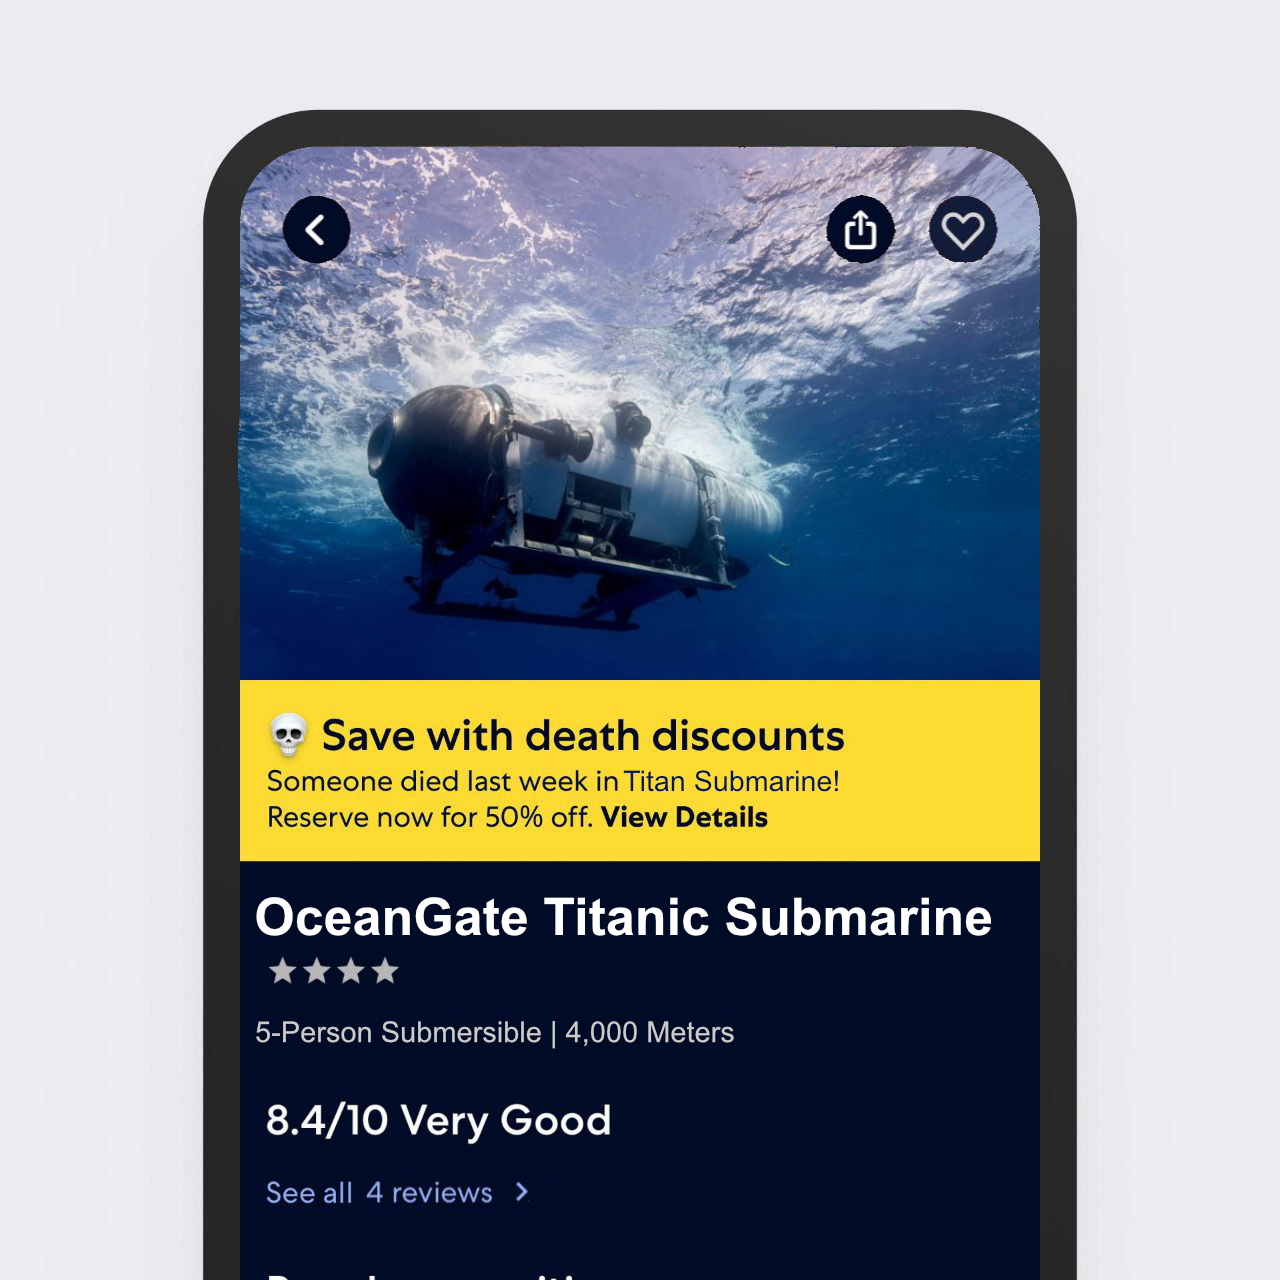 Save with death discounts
Someone died last week in Titan Submarine!
Reserve now for 50% off. View Details
OceanGate Titanic Submarine
5-Person Submersible | 4,000 Meters
8.4/10 Very Good
See all 4 reviews